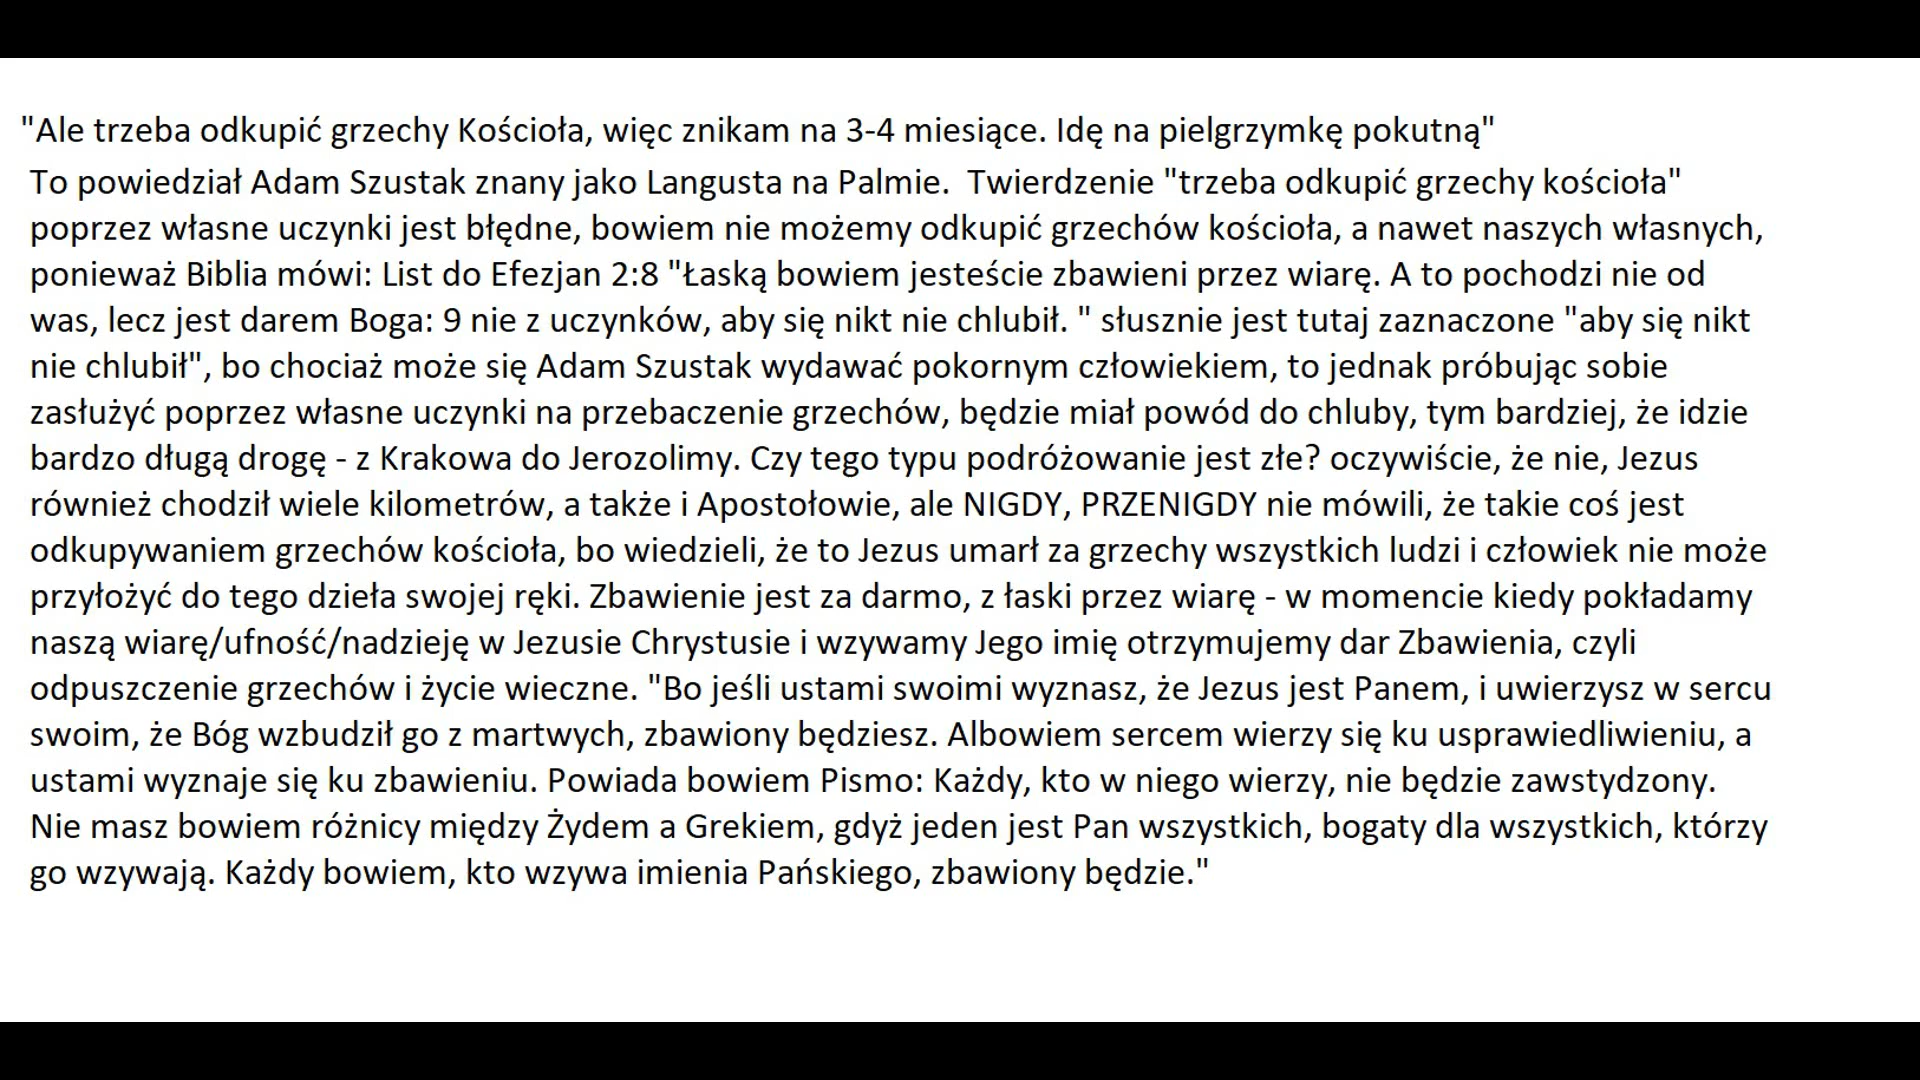 "Ale trzeba odkupić grzechy Kościoła, więc znikam na 3-4 miesiące. Idę na pielgrzymkę pokutną"
To powiedział Adam Szustak znany jako Langusta na Palmie.  Twierdzenie "trzeba odkupić grzechy kościoła"
poprzez własne uczynki jest błędne, bowiem nie możemy odkupić grzechów kościoła, a nawet naszych własnych,
ponieważ Biblia mówi: List do Efezjan 2:8 "Łaską bowiem jesteście zbawieni przez wiarę. A to pochodzi nie od
was, lecz jest darem Boga: 9 nie z uczynków, aby się nikt nie chlubił. " słusznie jest tutaj zaznaczone "aby się nikt
nie chlubił", bo chociaż może się Adam Szustak wydawać pokornym człowiekiem, to jednak próbując sobie
zasłużyć poprzez własne uczynki na przebaczenie grzechów, będzie miał powód do chluby, tym bardziej, że idzie
bardzo długą drogę - z Krakowa do Jerozolimy. Czy tego typu podróżowanie jest złe? oczywiście, że nie, Jezus
również chodził wiele kilometrów, a także i Apostołowie, ale NIGDY, PRZENIGDY nie mówili, że takie coś jest
odkupywaniem grzechów kościoła, bo wiedzieli, że to Jezus umarł za grzechy wszystkich ludzi i człowiek nie może
przyłożyć do tego dzieła swojej ręki. Zbawienie jest za darmo, z łaski przez wiarę - w momencie kiedy pokładamy
naszą wiarę/ufność/nadzieję w Jezusie Chrystusie i wzywamy Jego imię otrzymujemy dar Zbawienia, czyli
odpuszczenie grzechów i życie wieczne. "Bo jeśli ustami swoimi wyznasz, że Jezus jest Panem, i uwierzysz w sercu
swoim, że Bóg wzbudził go z martwych, zbawiony będziesz. Albowiem sercem wierzy się ku usprawiedliwieniu, a
ustami wyznaje się ku zbawieniu. Powiada bowiem Pismo: Każdy, kto w niego wierzy, nie będzie zawstydzony.
Nie masz bowiem różnicy między Żydem a Grekiem, gdyż jeden jest Pan wszystkich, bogaty dla wszystkich, którzy
go wzywają. Każdy bowiem, kto wzywa imienia Pańskiego, zbawiony będzie."